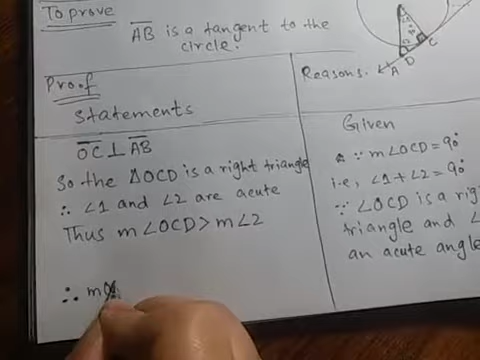 To prove
AB is a tangent to the
circle.
Proof
Statements
Reasons.
A D C
OC ⊥ AB
So the ΔOCD is a right triangle
∴ ∠1 and ∠2 are acute
Thus m∠OCD > m∠2
∴ m
Given
∵ m∠OCD = 90°
i.e, ∠1 + ∠2 = 90°
∵ ∠OCD is a
triangle and
an acute angle